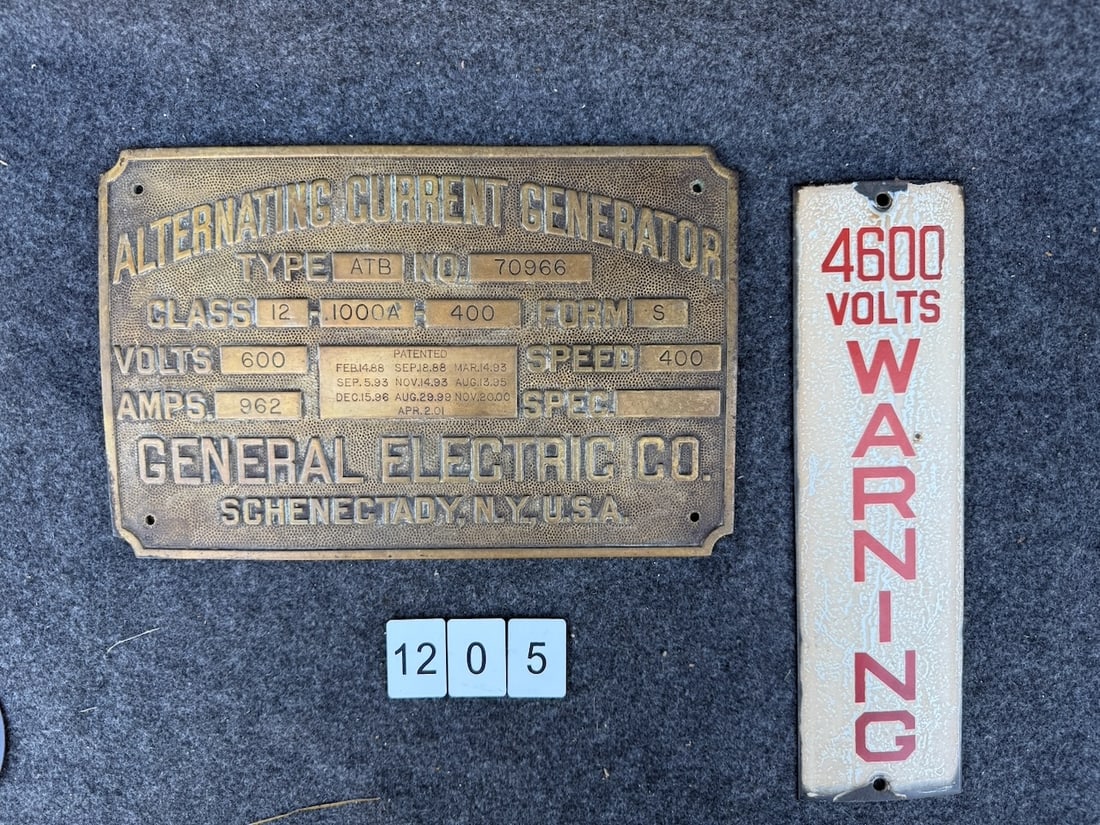 ALTERNATING CURRENT GENERATOR
TYPE ATB NO. 70966
CLASS 12 - 1000A - 400 FORM S
VOLTS 600
AMPS. 962
PATENTED
FEB.14.88 SEP.18.88 MAR.14.93
SEP.5.93 NOV.14.93 AUG.13.95
DEC.15.96 AUG.29.99 NOV.20.00
APR.2.01
SPEED 400
SPEC.
GENERAL ELECTRIC CO.
SCHENECTADY, N.Y., U.S.A.
4600
VOLTS
WARNING
12 0 5